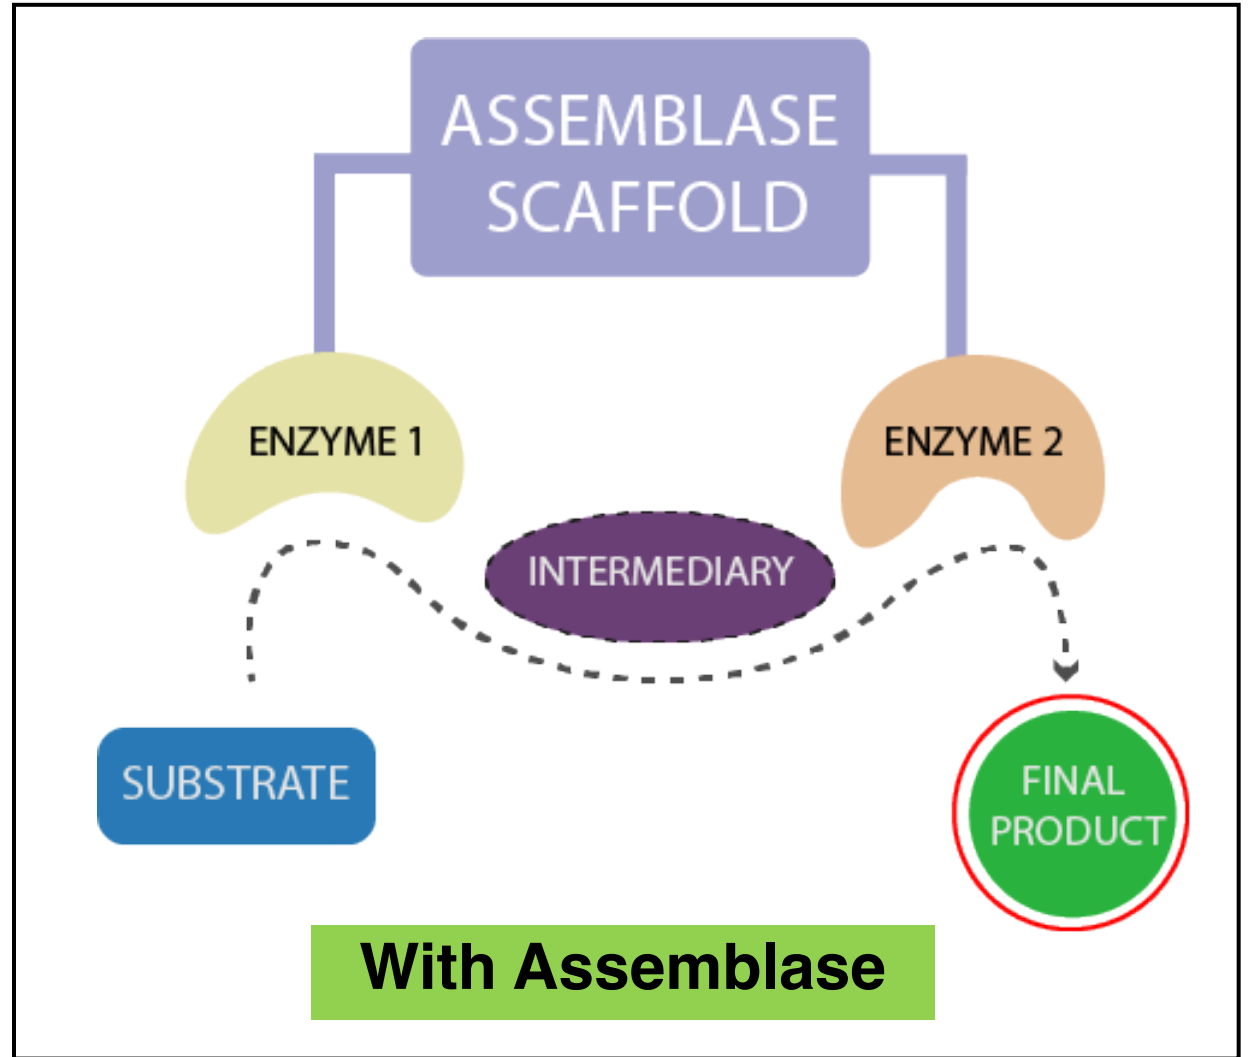 ASSEMBLASE
SCAFFOLD
ENZYME 1
ENZYME 2
INTERMEDIARY
SUBSTRATE
FINAL
PRODUCT
With Assemblase